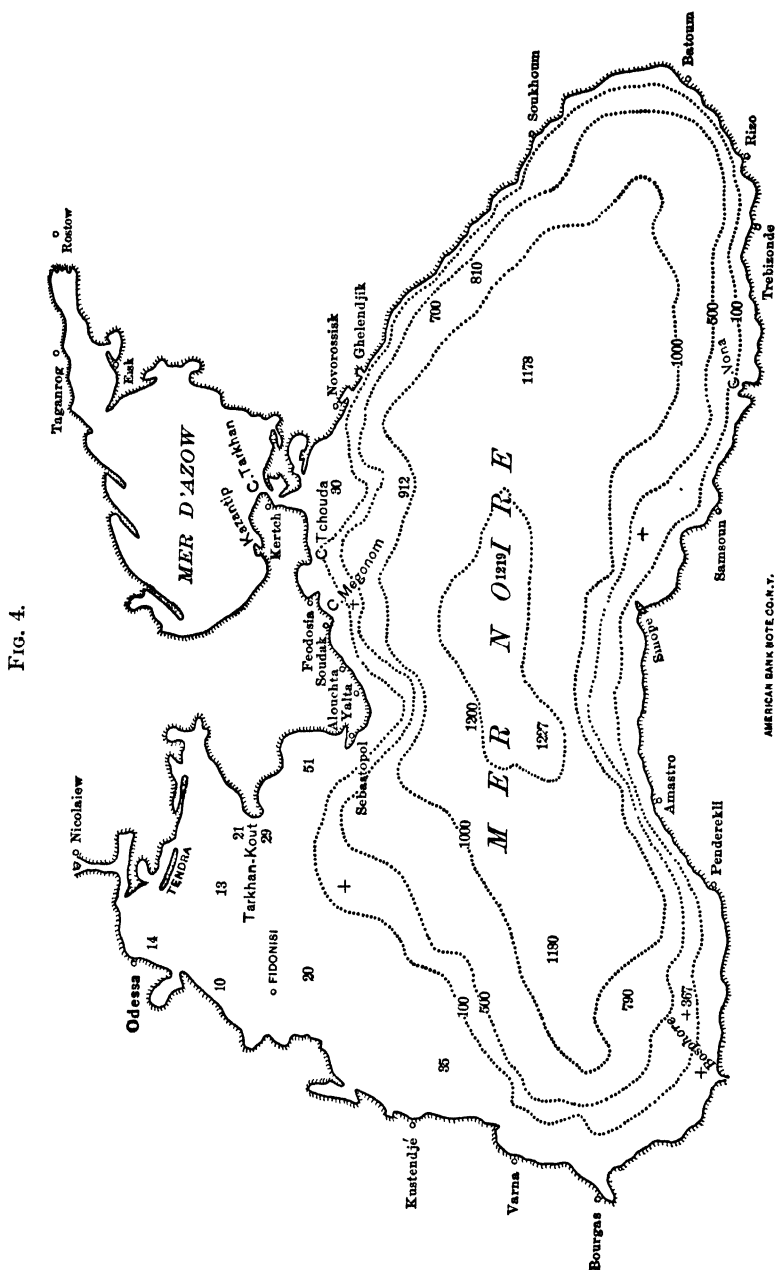 FIG. 4.
Nicolaiew
TENDRA
Odessa
14
13
21
Tarkhan-Kout
29
10
FIDONISI
20
51
35
Kustendjé
Varna
Bourgas
Taganrog
Rostow
Eïsk
MER D'AZOW
Kazantip
C. Tarkhan
Kertch
C. Tchouda
30
Novorossiak
Ghelendjik
Feodosia
Soudak
C. Meganom
Alouchta
Yalta
Sebastopol
Soukhoum
Batoum
Rizo
Trebizonde
C. Vona
Samsoun
Amastro
Penderekli
Bosphore
MER NOIRE
912
700
810
1178
1219
1200
1227
1000
1190
100
500
790
+367
1000
500
100
AMERICAN BANK NOTE CO. N.Y.